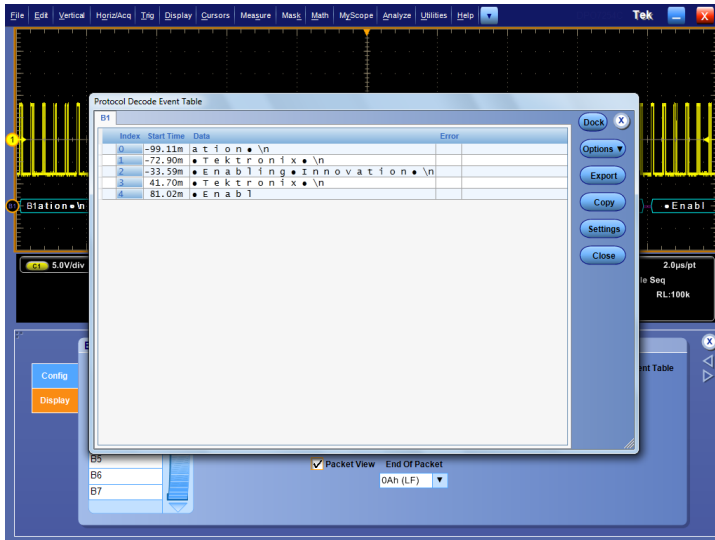 File Edit Vertical Horiz/Acq Trig Display Cursors Measure Mask Math MyScope Analyze Utilities Help Tek X
Protocol Decode Event Table
B1
Dock X
Index Start Time Data Error
0 -99.11m a t i o n ● \n
1 -72.90m ● T e k t r o n i x ● \n
2 -33.59m ● E n a b l i n g ● I n n o v a t i o n ● \n
3 41.70m ● T e k t r o n i x ● \n
4 81.02m ● E n a b l
Options ▼
Export
Copy
Settings
Close
1
B1 B1ation●\n ●Enabl
C1 5.0V/div 2.0µs/pt
le Seq
RL:100k
X
Config
Display
nt Table
B5
B6
B7
Packet View End Of Packet
0Ah (LF)